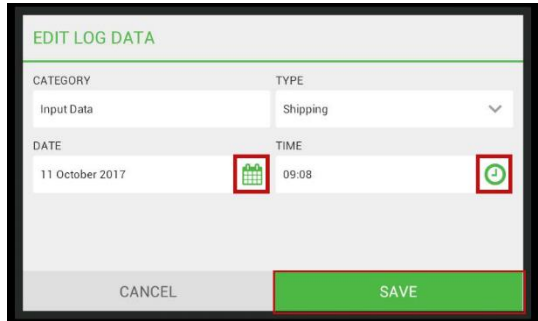 EDIT LOG DATA
CATEGORY TYPE
Input Data Shipping
DATE TIME
11 October 2017 09:08
CANCEL SAVE